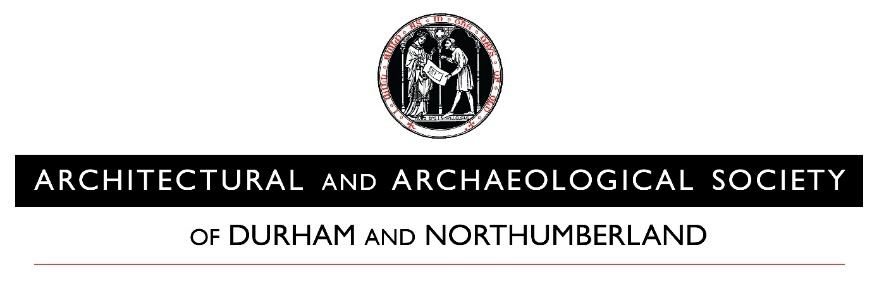 ARCHITECTURAL AND ARCHAEOLOGICAL SOCIETY
OF DURHAM AND NORTHUMBERLAND